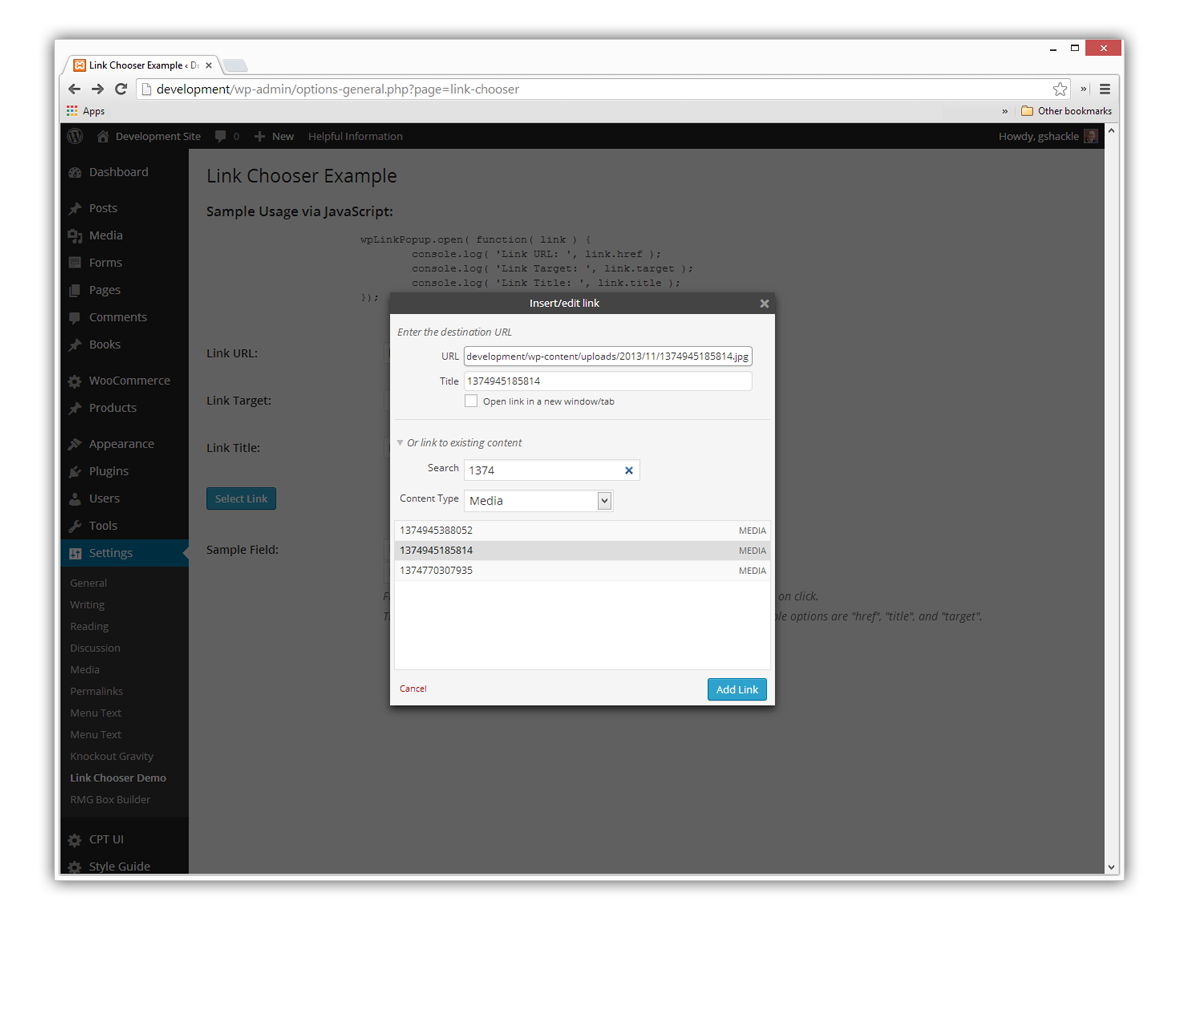 Link Chooser Example ‹ D
development/wp-admin/options-general.php?page=link-chooser
Apps
Other bookmarks
Development Site 0 New Helpful Information Howdy, gshackle
Dashboard
Posts
Media
Forms
Pages
Comments
Books
WooCommerce
Products
Appearance
Plugins
Users
Tools
Settings
General
Writing
Reading
Discussion
Media
Permalinks
Menu Text
Menu Text
Knockout Gravity
Link Chooser Demo
RMG Box Builder
CPT UI
Style Guide
Link Chooser Example
Sample Usage via JavaScript:
wpLinkPopup.open( function( link ) {
console.log( 'Link URL: ', link.href );
console.log( 'Link Target: ', link.target );
console.log( 'Link Title: ', link.title );
});
Link URL:
Link Target:
Link Title:
Select Link
Sample Field:
on click.
options are "href", "title", and "target".
Insert/edit link
Enter the destination URL
URL development/wp-content/uploads/2013/11/1374945185814.jpg
Title 1374945185814
Open link in a new window/tab
Or link to existing content
Search 1374
Content Type Media
1374945388052 MEDIA
1374945185814 MEDIA
1374770307935 MEDIA
Cancel
Add Link